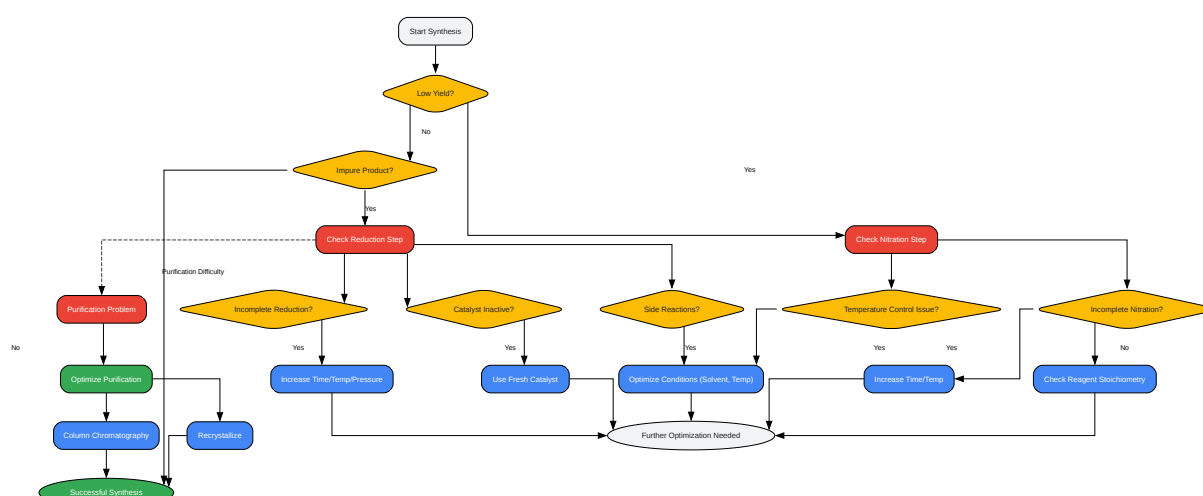 Start Synthesis
Low Yield?
No
Impure Product?
Yes
Yes
Check Reduction Step
Check Nitration Step
Purification Difficulty
Purification Problem
Incomplete Reduction?
Catalyst Inactive?
Side Reactions?
Temperature Control Issue?
Incomplete Nitration?
No
Yes
Yes
Yes
Yes
Yes
No
Optimize Purification
Increase Time/Temp/Pressure
Use Fresh Catalyst
Optimize Conditions (Solvent, Temp)
Increase Time/Temp
Check Reagent Stoichiometry
Column Chromatography
Recrystallize
Further Optimization Needed
Successful Synthesis